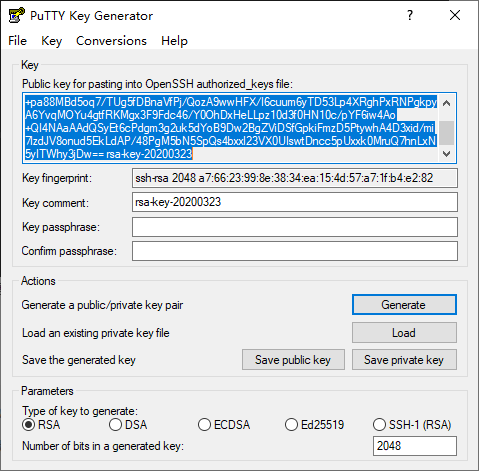 PuTTY Key Generator
?
File Key Conversions Help
Key
Public key for pasting into OpenSSH authorized_keys file:
+pa88MBd5oq7/TUg5fDBnaVfPj/QozA9wwHFX/I6cuum6yTD53Lp4XRghPxRNPgkpy
A6YvqMOYu4gtfRKMgx3F9Fdc46/Y0OhDxHeLLpz10d3f0HN10c/pYF6iw4Ao
+QI4NAaAAdQSyEt6cPdgm3g2uk5dYoB9Dw2BgZViDSfGpkiFmzD5PtywhA4D3xid/mij
7lzdJV8onud5EkLdAP/48PgM5bN5SpQs4bxxI23VX0UIswtDncc5pUxxk0MruQ7hnLxN
5yITWhy3jDw== rsa-key-20200323
Key fingerprint: ssh-rsa 2048 a7:66:23:99:8e:38:34:ea:15:4d:57:a7:1f:b4:e2:82
Key comment: rsa-key-20200323
Key passphrase:
Confirm passphrase:
Actions
Generate a public/private key pair Generate
Load an existing private key file Load
Save the generated key Save public key Save private key
Parameters
Type of key to generate:
RSA DSA ECDSA Ed25519 SSH-1 (RSA)
Number of bits in a generated key: 2048